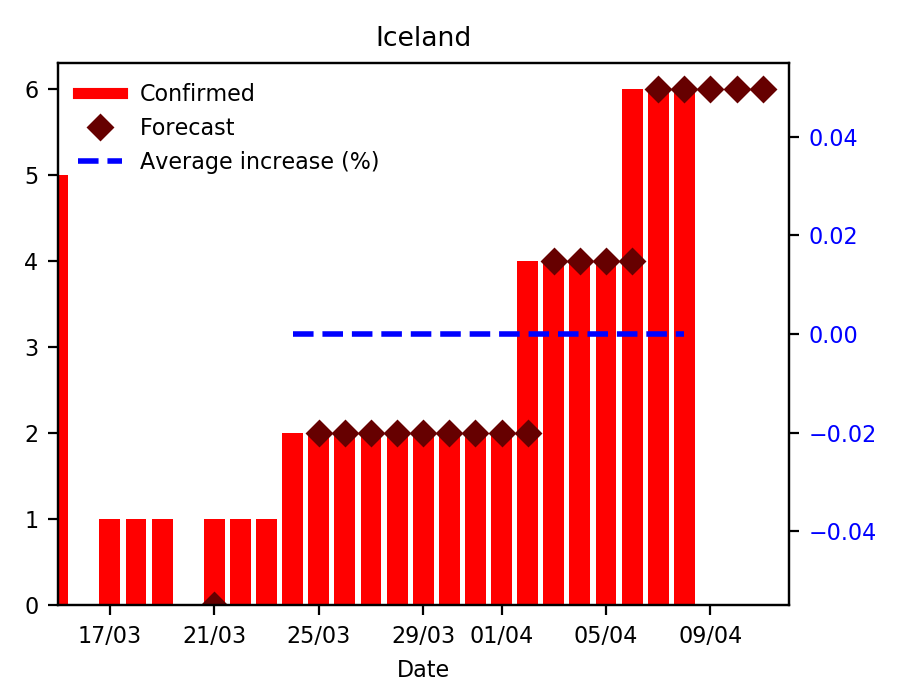 Iceland
Confirmed
Forecast
Average increase (%)
6
5
4
3
2
1
0
0.04
0.02
0.00
−0.02
−0.04
17/03 21/03 25/03 29/03 01/04 05/04 09/04
Date